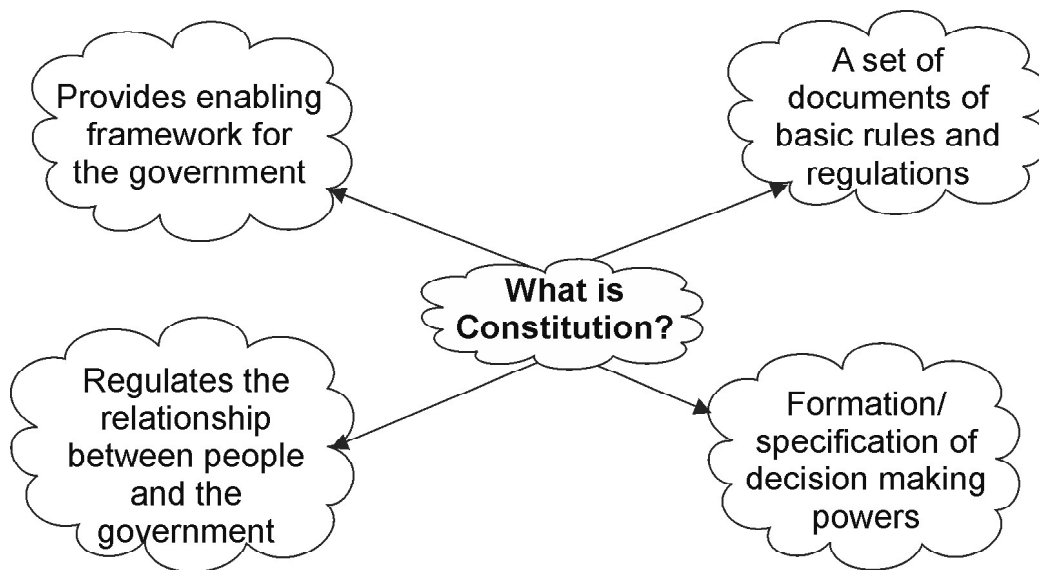 Provides enabling
framework for
the government
A set of
documents of
basic rules and
regulations
What is
Constitution?
Regulates the
relationship
between people
and the
government
Formation/
specification of
decision making
powers